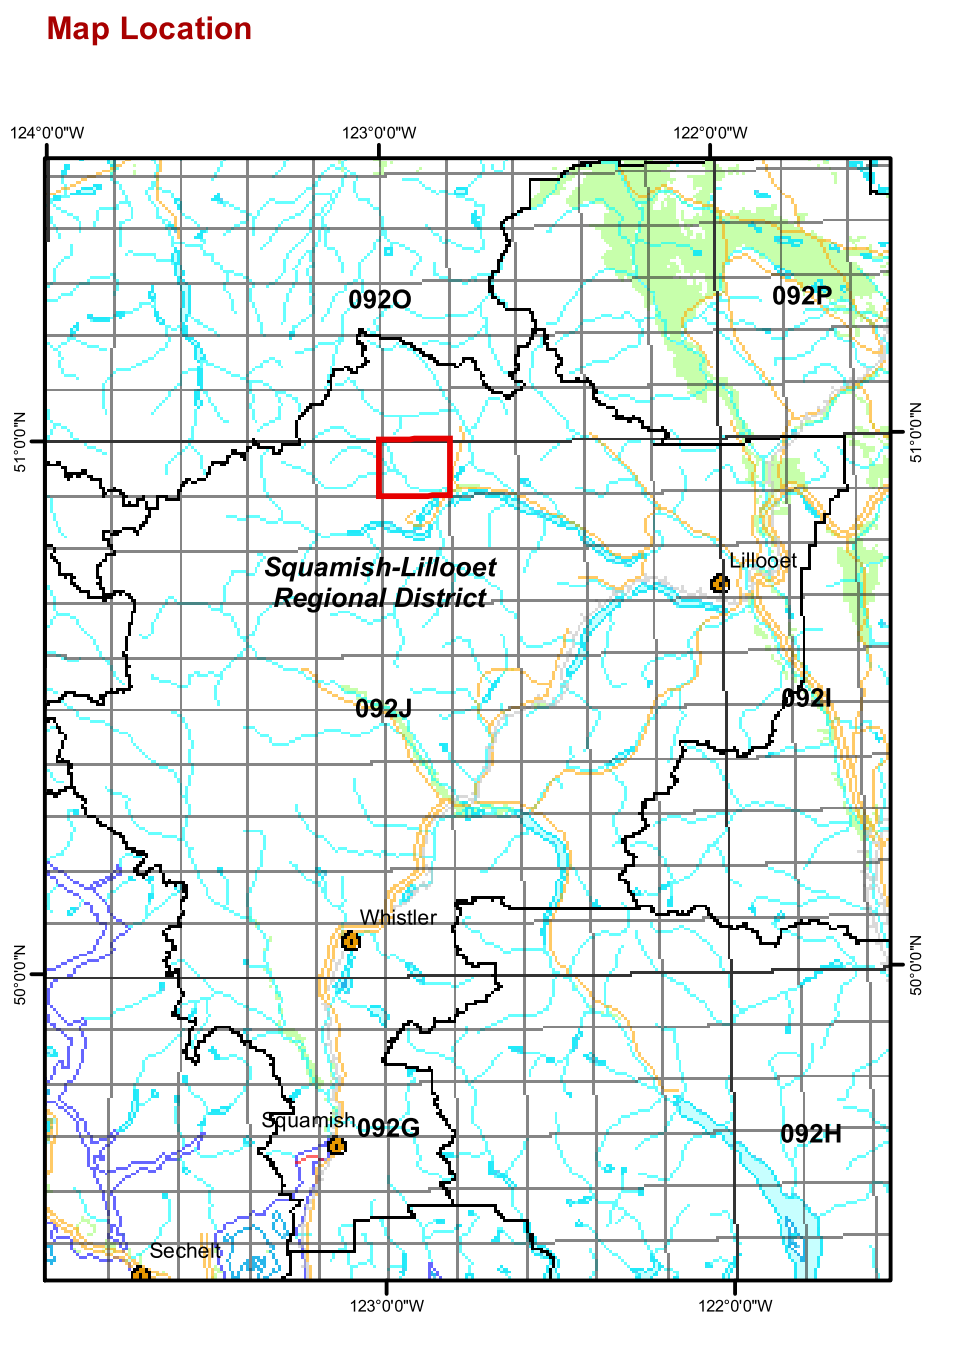 Map Location
124°0'0"W
123°0'0"W
122°0'0"W
092O
092P
51°0'0"N
51°0'0"N
Lillooet
Squamish-Lillooet
Regional District
092J
092I
Whistler
50°0'0"N
50°0'0"N
Squamish
092G
092H
Sechelt
123°0'0"W
122°0'0"W